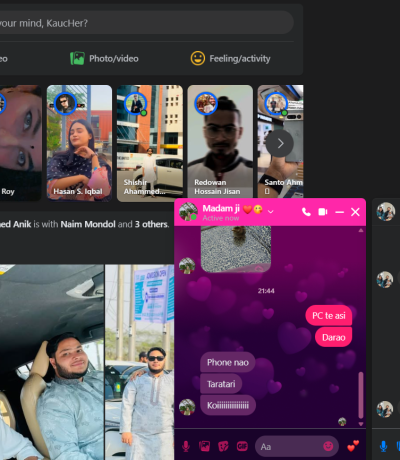 your mind, KaucHer?
eo
Photo/video
Feeling/activity
Roy
Hasan S. Iqbal
Shishir
Ahammed...
Redowan
Hossain Jisan
Santo Ahm
ed Anik is with Naim Mondol and 3 others.
Madam ji ❤️🥰
Active now
21:44
PC te asi
Darao
Phone nao
Taratari
Koiiiiiiiiiiiiiii
Aa